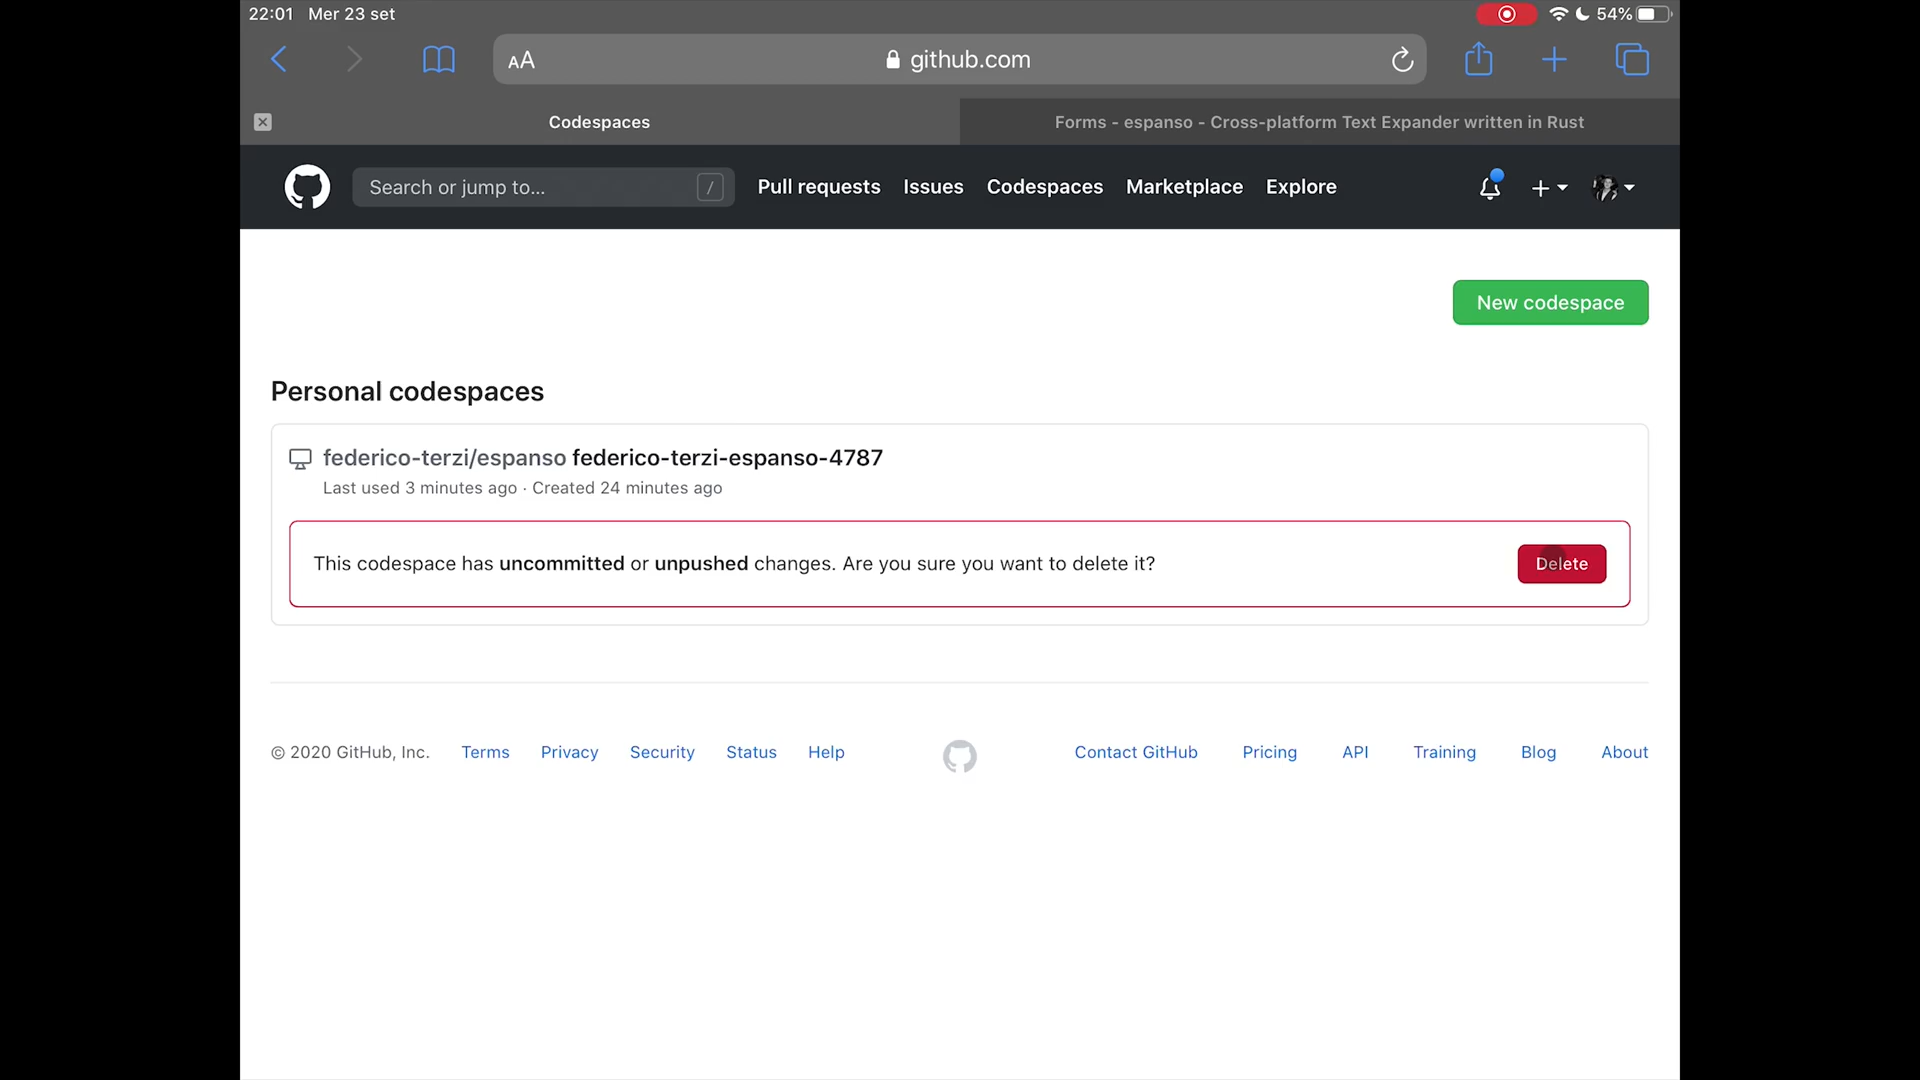 22:01 Mer 23 set
54%
AA
github.com
Codespaces
Forms - espanso - Cross-platform Text Expander written in Rust
Search or jump to...
/
Pull requests
Issues
Codespaces
Marketplace
Explore
New codespace
Personal codespaces
federico-terzi/espanso federico-terzi-espanso-4787
Last used 3 minutes ago · Created 24 minutes ago
This codespace has uncommitted or unpushed changes. Are you sure you want to delete it?
Delete
© 2020 GitHub, Inc.
Terms
Privacy
Security
Status
Help
Contact GitHub
Pricing
API
Training
Blog
About